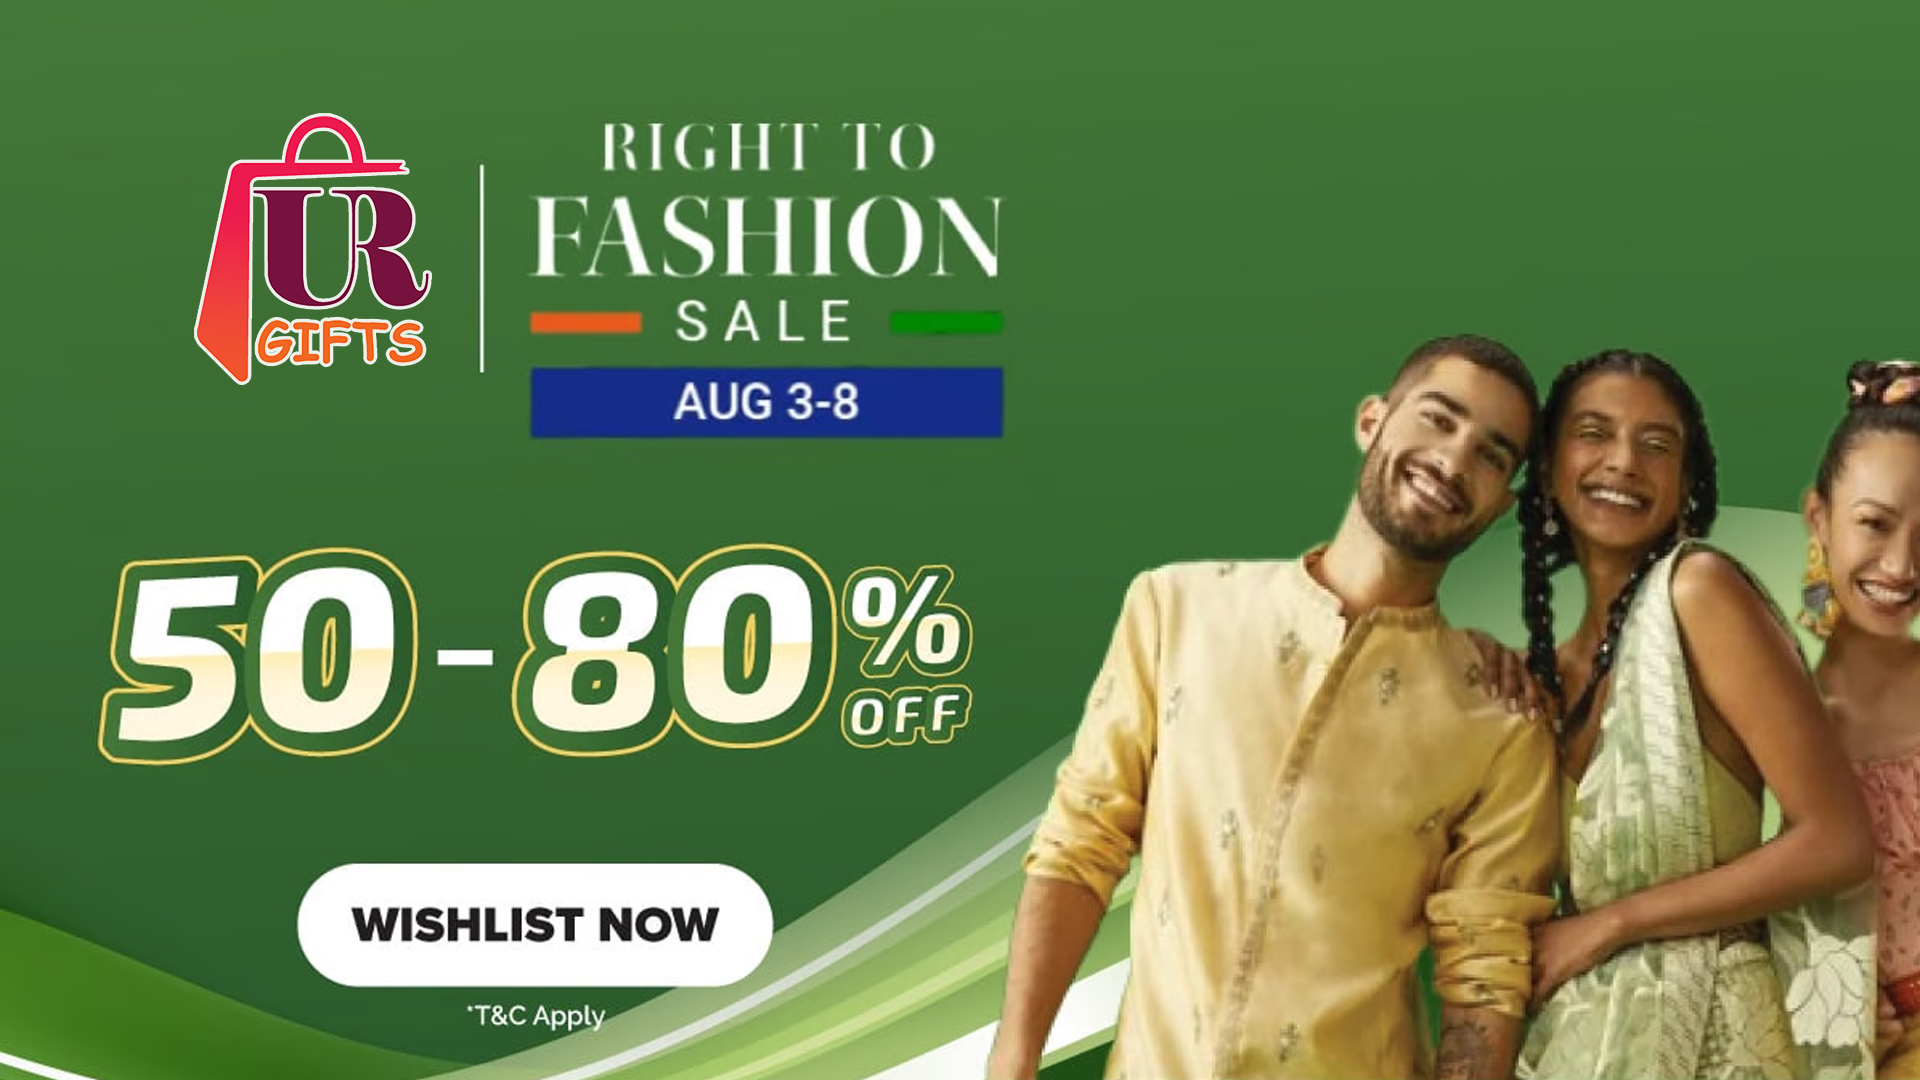 UR
GIFTS
RIGHT TO
FASHION
SALE
AUG 3-8
50-80%
OFF
WISHLIST NOW
*T&C Apply